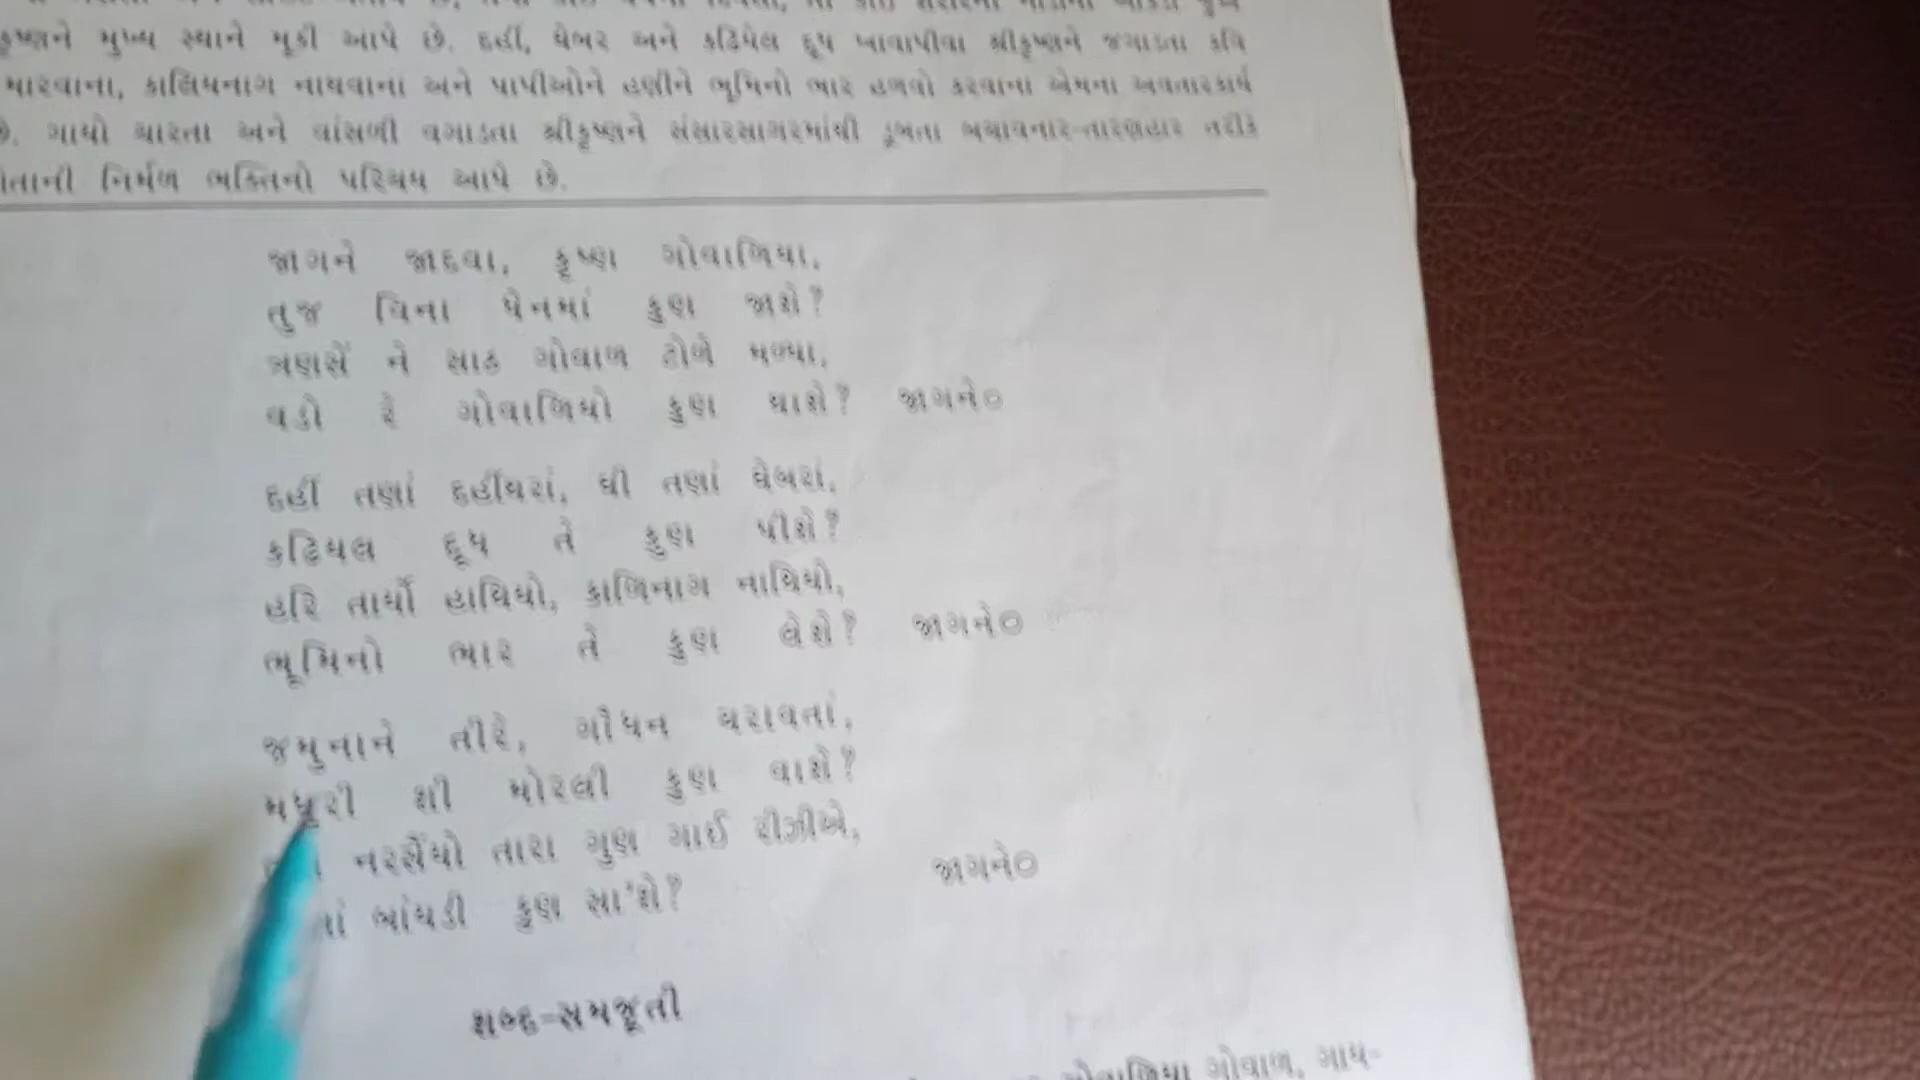 કૃષ્ણને મુખ્ય સ્થાને મૂકી આપે છે. દહીં, ઘેબર અને કઢિયેલ દૂધ ખાવાપીવા શ્રીકૃષ્ણને જગાડતા કવિ
મારવાના, કાલિયનાગ નાથવાના અને પાપીઓને હણીને ભૂમિનો ભાર હળવો કરવાના એમના અવતારકાર્ય
છે. ગાયો ચારતા અને વાંસળી વગાડતા શ્રીકૃષ્ણને સંસારસાગરમાંથી ડૂબતા બચાવનાર-તારણહાર તરીકે
નિર્મળ ભક્તિનો પરિચય આપે છે.
જાગને જાદવા, કૃષ્ણ ગોવાળિયા,
તુજ વિના ધેનમાં કુણ જાશે?
ત્રણસેં ને સાઠ ગોવાળ ટોળે મળ્યા,
વડો રે ગોવાળિયો કુણ થાશે? જાગને૦
દહીં તણાં દહીંથરાં, ઘી તણાં ઘેબરાં,
કઢિયલ દૂધ તે કુણ પીશે?
હરિ તાર્યો હાથિયો, કાળિનાગ નાથિયો,
ભૂમિનો ભાર તે કુણ લેશે? જાગને૦
જમુનાને તીરે, ગૌધન ચરાવતાં,
મધુરી શી મોરલી કુણ વાશે?
નરસૈંયો તારા ગુણ ગાઈ રીઝીએ,
બાંયડી કુણ સા'શે? જાગને૦
શબ્દ-સમજૂતી
ગોવાળિયા ગોવાળ, ગાય-